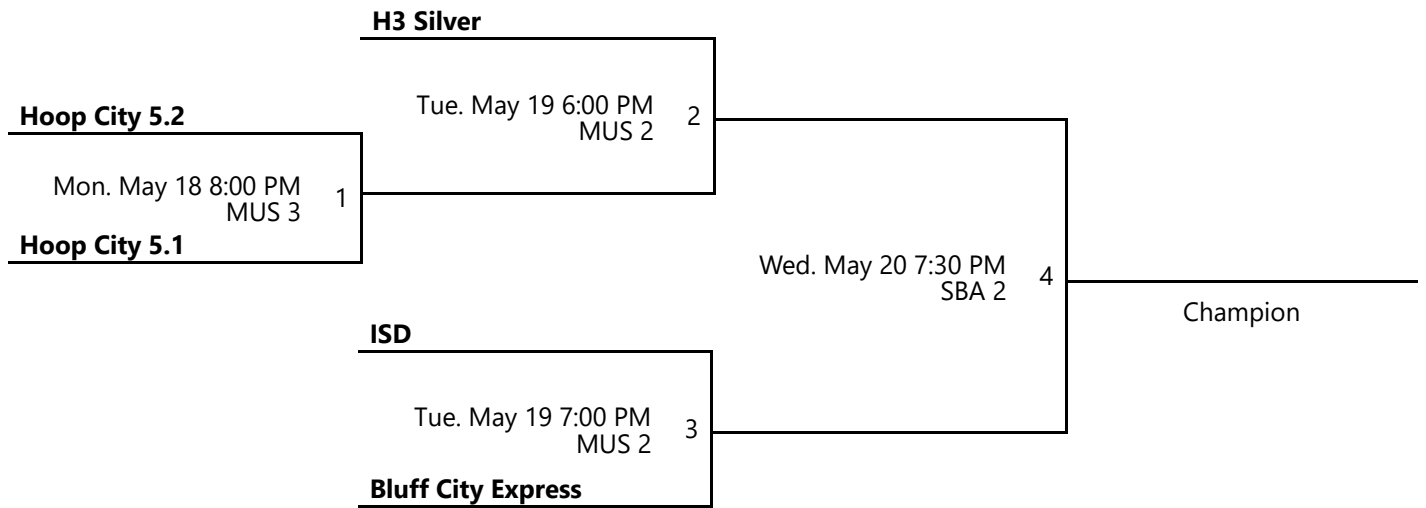 H3 Silver
Hoop City 5.2
Tue. May 19 6:00 PM
MUS 2
2
Mon. May 18 8:00 PM
MUS 3
1
Hoop City 5.1
Wed. May 20 7:30 PM
SBA 2
4
Champion
ISD
Tue. May 19 7:00 PM
MUS 2
3
Bluff City Express